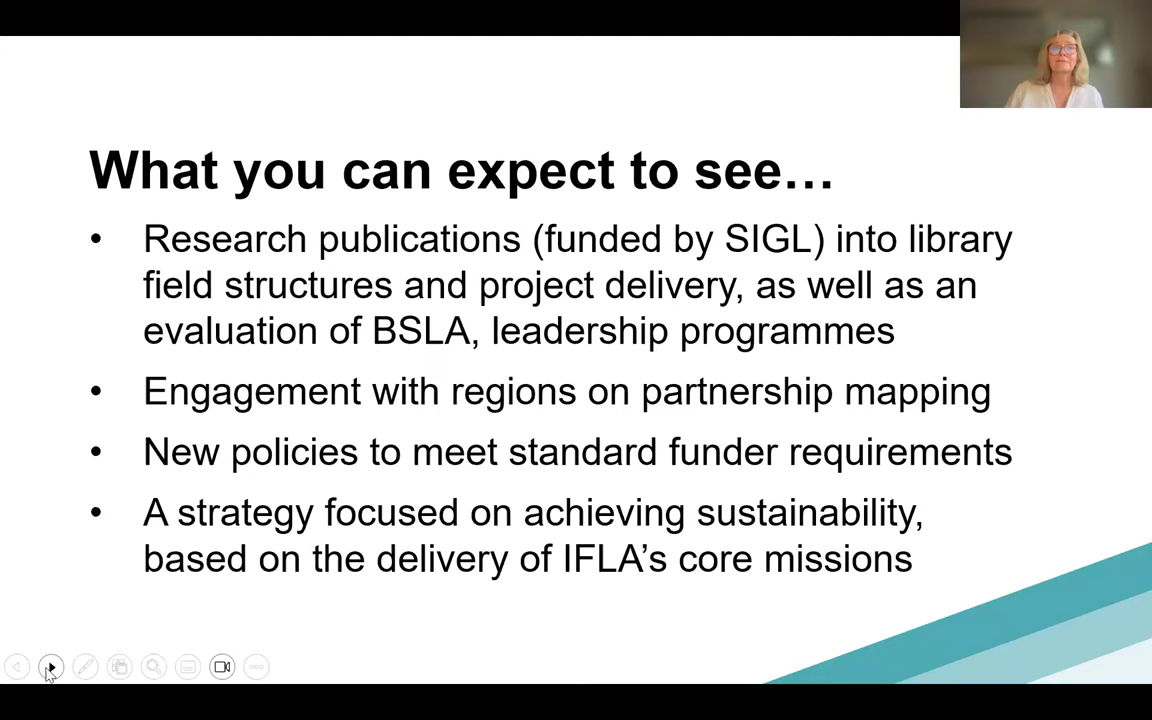 What you can expect to see…
• Research publications (funded by SIGL) into library
field structures and project delivery, as well as an
evaluation of BSLA, leadership programmes
• Engagement with regions on partnership mapping
• New policies to meet standard funder requirements
• A strategy focused on achieving sustainability,
based on the delivery of IFLA’s core missions